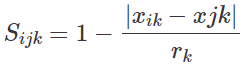 S_{ijk} = 1 - \frac{|x_{ik} - xjk|}{r_k}